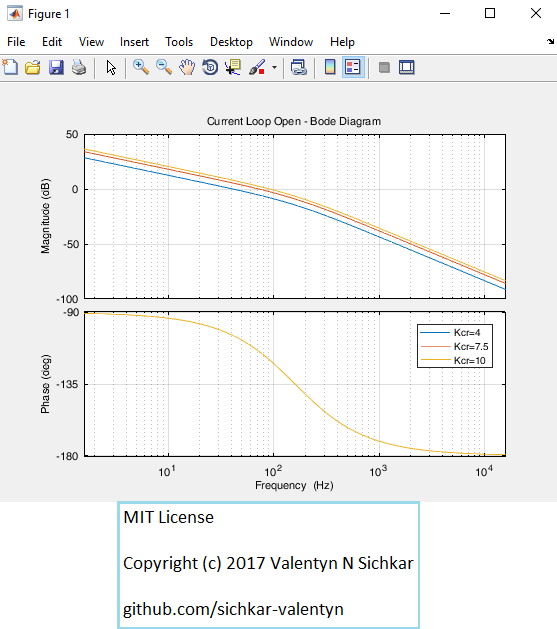 Figure 1
File Edit View Insert Tools Desktop Window Help
Current Loop Open - Bode Diagram
Magnitude (dB)
50
0
-50
-100
Phase (deg)
-90
-135
-180
Kcr=4
Kcr=7.5
Kcr=10
10^1 10^2 10^3 10^4
Frequency (Hz)
MIT License
Copyright (c) 2017 Valentyn N Sichkar
github.com/sichkar-valentyn